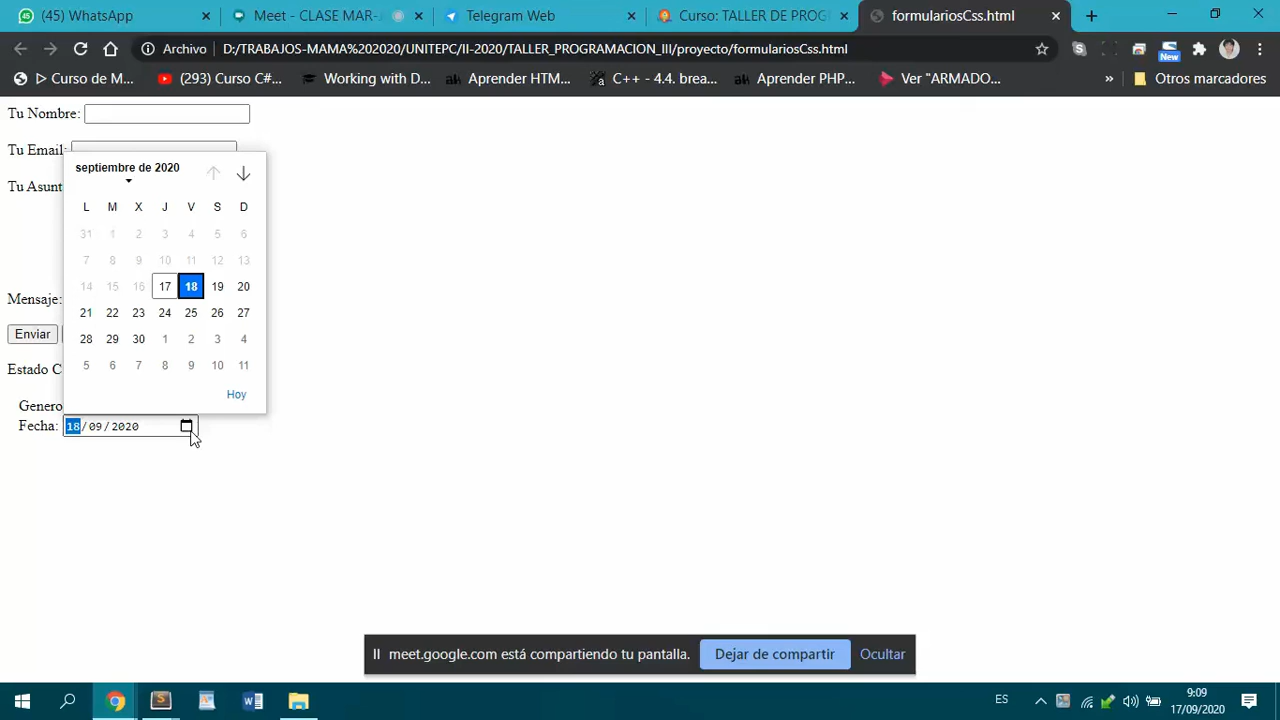 (45) WhatsApp
Meet - CLASE MAR-
Telegram Web
Curso: TALLER DE PROG
formulariosCss.html
Archivo
D:/TRABAJOS-MAMA%202020/UNITEPC/II-2020/TALLER_PROGRAMACION_III/proyecto/formulariosCss.html
New
▷ Curso de M...
(293) Curso C#...
Working with D...
Aprender HTM...
C++ - 4.4. brea...
Aprender PHP...
Ver "ARMADO...
»
Otros marcadores
Tu Nombre:
Tu Email:
Tu Asunt
septiembre de 2020
L M X J V S D
31 1 2 3 4 5 6
7 8 9 10 11 12 13
14 15 16 17 18 19 20
21 22 23 24 25 26 27
28 29 30 1 2 3 4
5 6 7 8 9 10 11
Hoy
Mensaje:
Enviar
Estado C
Genero
Fecha: 18/09/2020
meet.google.com está compartiendo tu pantalla.
Dejar de compartir
Ocultar
ES
9:09
17/09/2020